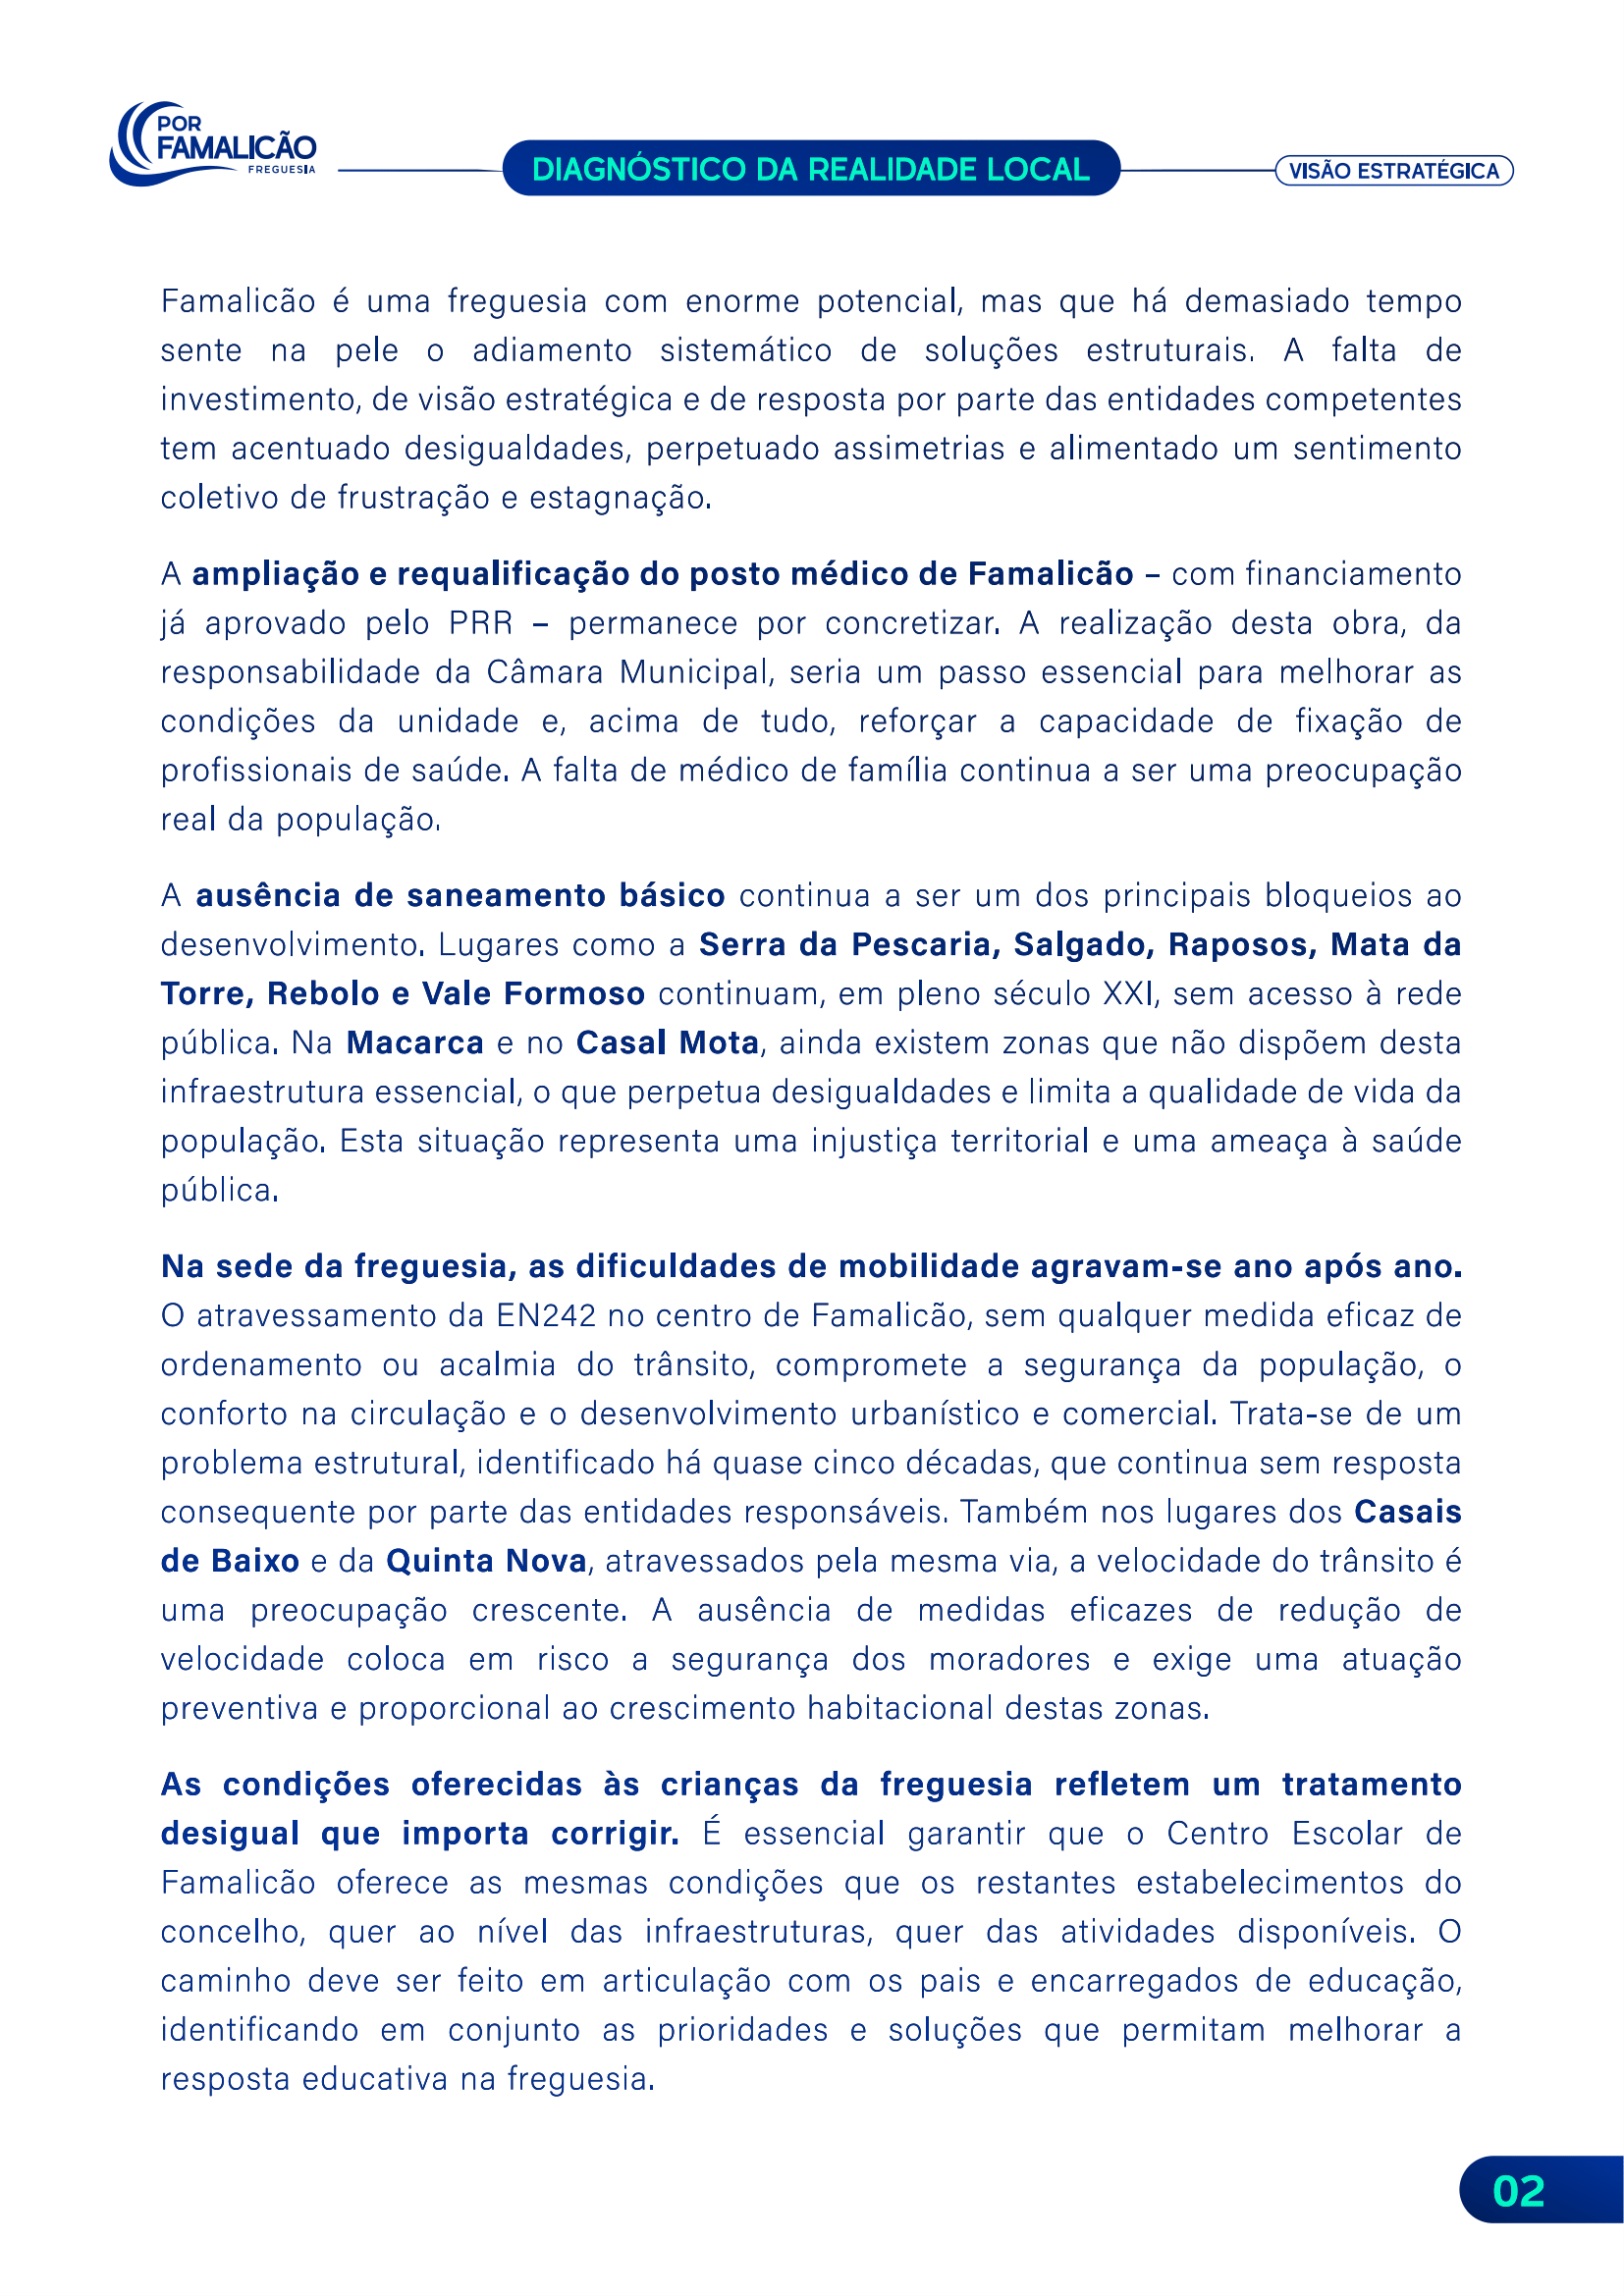 POR
FAMALICÃO
FREGUESIA
DIAGNÓSTICO DA REALIDADE LOCAL
VISÃO ESTRATÉGICA
Famalicão é uma freguesia com enorme potencial, mas que há demasiado tempo
sente na pele o adiamento sistemático de soluções estruturais. A falta de
investimento, de visão estratégica e de resposta por parte das entidades competentes
tem acentuado desigualdades, perpetuado assimetrias e alimentado um sentimento
coletivo de frustração e estagnação.
A ampliação e requalificação do posto médico de Famalicão – com financiamento
já aprovado pelo PRR – permanece por concretizar. A realização desta obra, da
responsabilidade da Câmara Municipal, seria um passo essencial para melhorar as
condições da unidade e, acima de tudo, reforçar a capacidade de fixação de
profissionais de saúde. A falta de médico de família continua a ser uma preocupação
real da população.
A ausência de saneamento básico continua a ser um dos principais bloqueios ao
desenvolvimento. Lugares como a Serra da Pescaria, Salgado, Raposos, Mata da
Torre, Rebolo e Vale Formoso continuam, em pleno século XXI, sem acesso à rede
pública. Na Macarca e no Casal Mota, ainda existem zonas que não dispõem desta
infraestrutura essencial, o que perpetua desigualdades e limita a qualidade de vida da
população. Esta situação representa uma injustiça territorial e uma ameaça à saúde
pública.
Na sede da freguesia, as dificuldades de mobilidade agravam-se ano após ano.
O atravessamento da EN242 no centro de Famalicão, sem qualquer medida eficaz de
ordenamento ou acalmia do trânsito, compromete a segurança da população, o
conforto na circulação e o desenvolvimento urbanístico e comercial. Trata-se de um
problema estrutural, identificado há quase cinco décadas, que continua sem resposta
consequente por parte das entidades responsáveis. Também nos lugares dos Casais
de Baixo e da Quinta Nova, atravessados pela mesma via, a velocidade do trânsito é
uma preocupação crescente. A ausência de medidas eficazes de redução de
velocidade coloca em risco a segurança dos moradores e exige uma atuação
preventiva e proporcional ao crescimento habitacional destas zonas.
As condições oferecidas às crianças da freguesia refletem um tratamento
desigual que importa corrigir. É essencial garantir que o Centro Escolar de
Famalicão oferece as mesmas condições que os restantes estabelecimentos do
concelho, quer ao nível das infraestruturas, quer das atividades disponíveis. O
caminho deve ser feito em articulação com os pais e encarregados de educação,
identificando em conjunto as prioridades e soluções que permitam melhorar a
resposta educativa na freguesia.
02